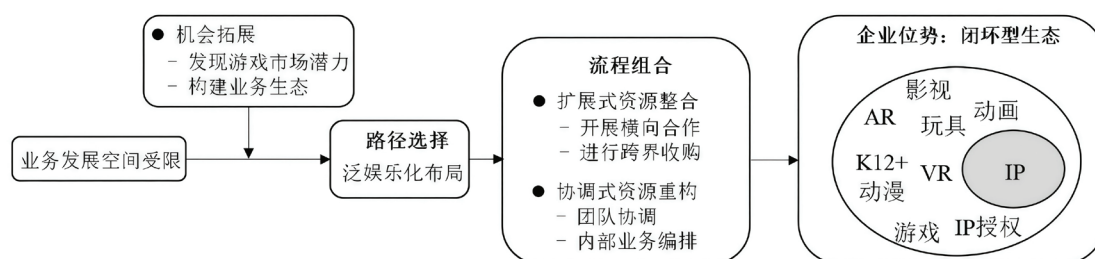 ● 机会拓展
– 发现游戏市场潜力
– 构建业务生态
业务发展空间受限
路径选择
泛娱乐化布局
流程组合
● 扩展式资源整合
– 开展横向合作
– 进行跨界收购
● 协调式资源重构
– 团队协调
– 内部业务编排
企业位势：闭环型生态
影视
AR
玩具
动画
K12+
动漫
VR
IP
游戏
IP授权